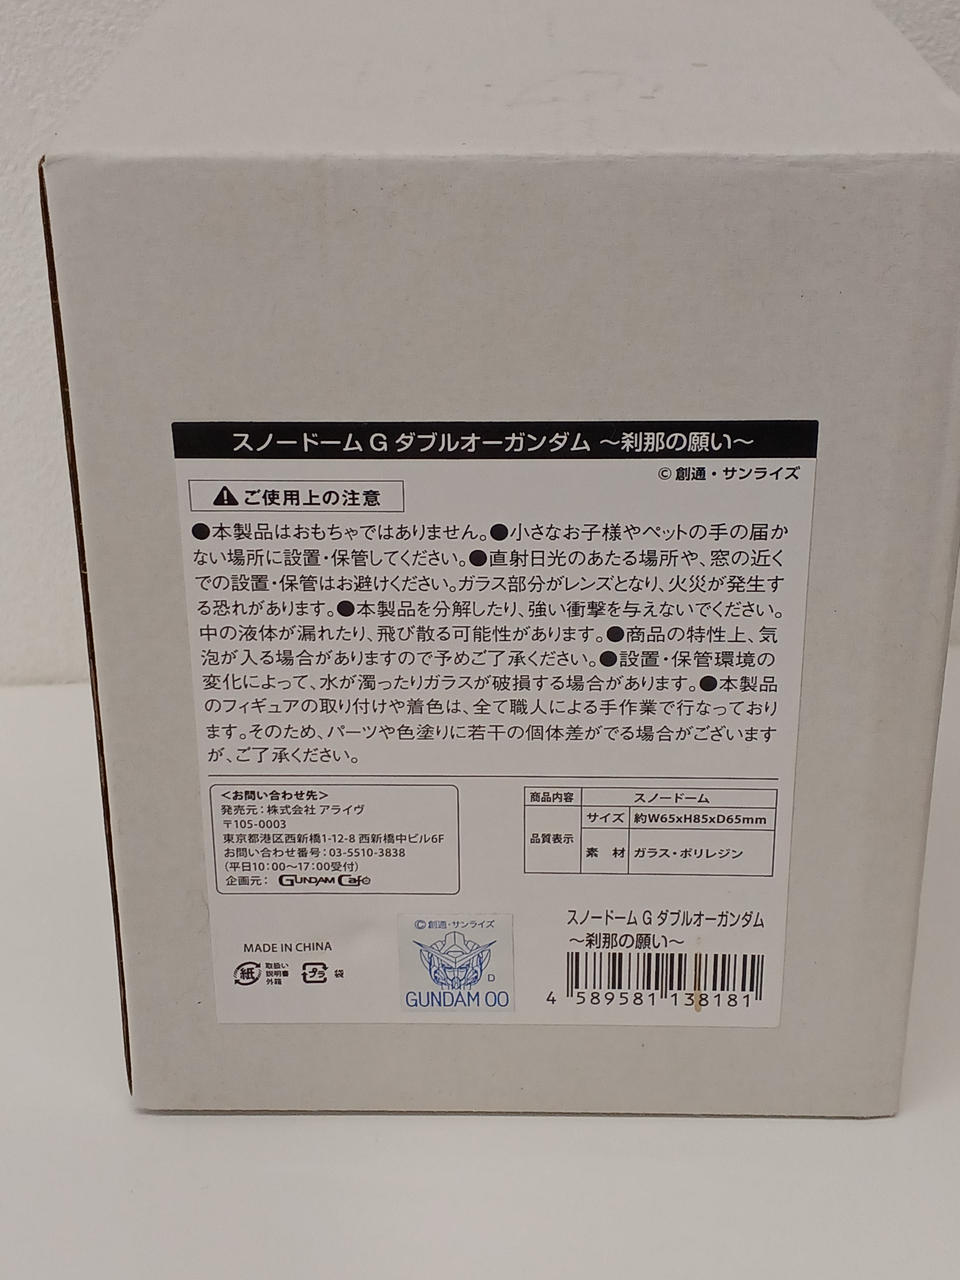 スノードーム G ダブルオーガンダム 〜刹那の願い〜
©創通・サンライズ
⚠ご使用上の注意
●本製品はおもちゃではありません。●小さなお子様やペットの手の届か
ない場所に設置・保管してください。●直射日光のあたる場所や、窓の近く
での設置・保管はお避けください。ガラス部分がレンズとなり、火災が発生す
る恐れがあります。●本製品を分解したり、強い衝撃を与えないでください。
中の液体が漏れたり、飛び散る可能性があります。●商品の特性上、気
泡が入る場合がありますので予めご了承ください。●設置・保管環境の
変化によって、水が濁ったりガラスが破損する場合があります。●本製品
のフィギュアの取り付けや着色は、全て職人による手作業で行なっており
ます。そのため、パーツや色塗りに若干の個体差がでる場合がございます
が、ご了承ください。
<お問い合わせ先>
発売元：株式会社 アライヴ
〒105-0003
東京都港区西新橋1-12-8 西新橋中ビル6F
お問い合わせ番号：03-5510-3838
(平日10：00〜17：00受付)
企画元： GUNDAM Cafe
商品内容 スノードーム
品質表示 サイズ 約W65xH85xD65mm
素 材 ガラス・ポリレジン
MADE IN CHINA
紙 取扱い
説明書
外箱
プラ 袋
©創通・サンライズ
D
GUNDAM 00
スノードーム G ダブルオーガンダム
〜刹那の願い〜
4 589581 138181